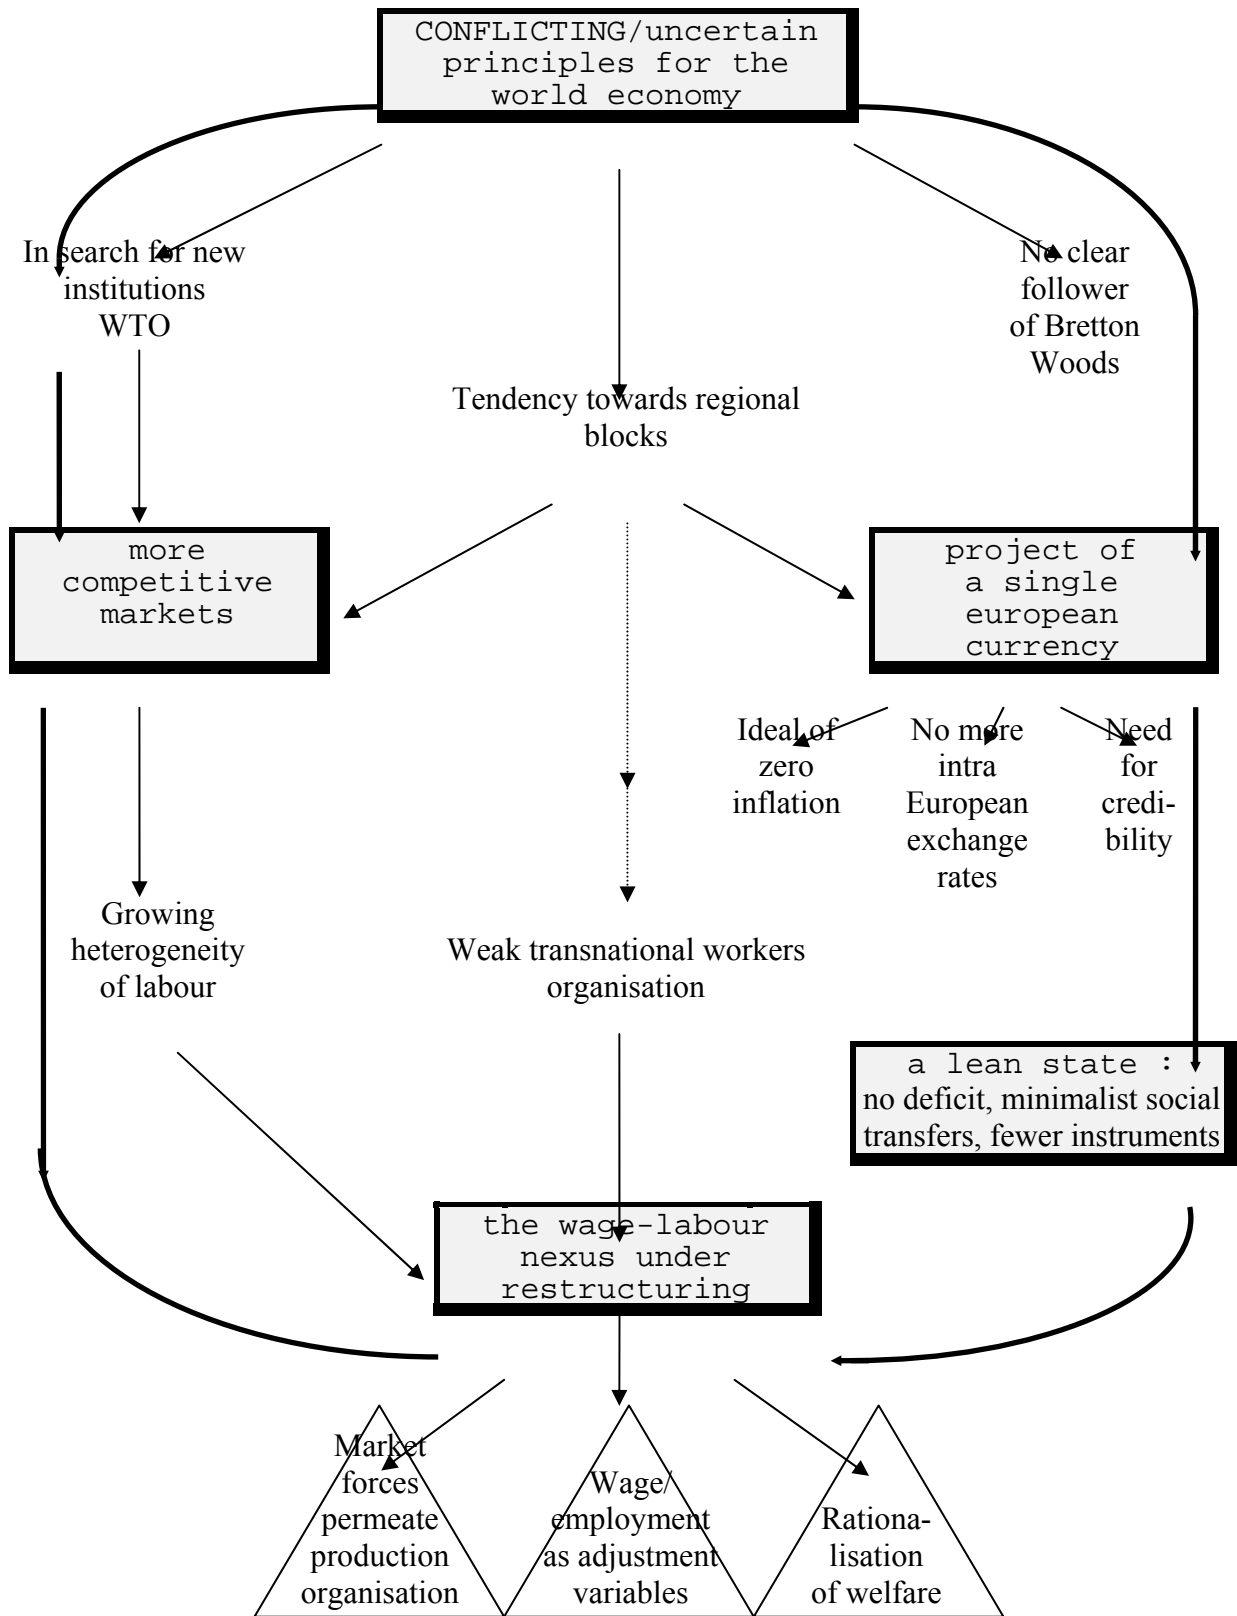 CONFLICTING/uncertain
principles for the
world economy
In search for new
institutions
WTO
No clear
follower
of Bretton
Woods
Tendency towards regional
blocks
more
competitive
markets
project of
a single
european
currency
Ideal of
zero
inflation
No more
intra
European
exchange
rates
Need
for
credi-
bility
Growing
heterogeneity
of labour
Weak transnational workers
organisation
a lean state :
no deficit, minimalist social
transfers, fewer instruments
the wage-labour
nexus under
restructuring
Market
forces
permeate
production
organisation
Wage/
employment
as adjustment
variables
Rationa-
lisation
of welfare